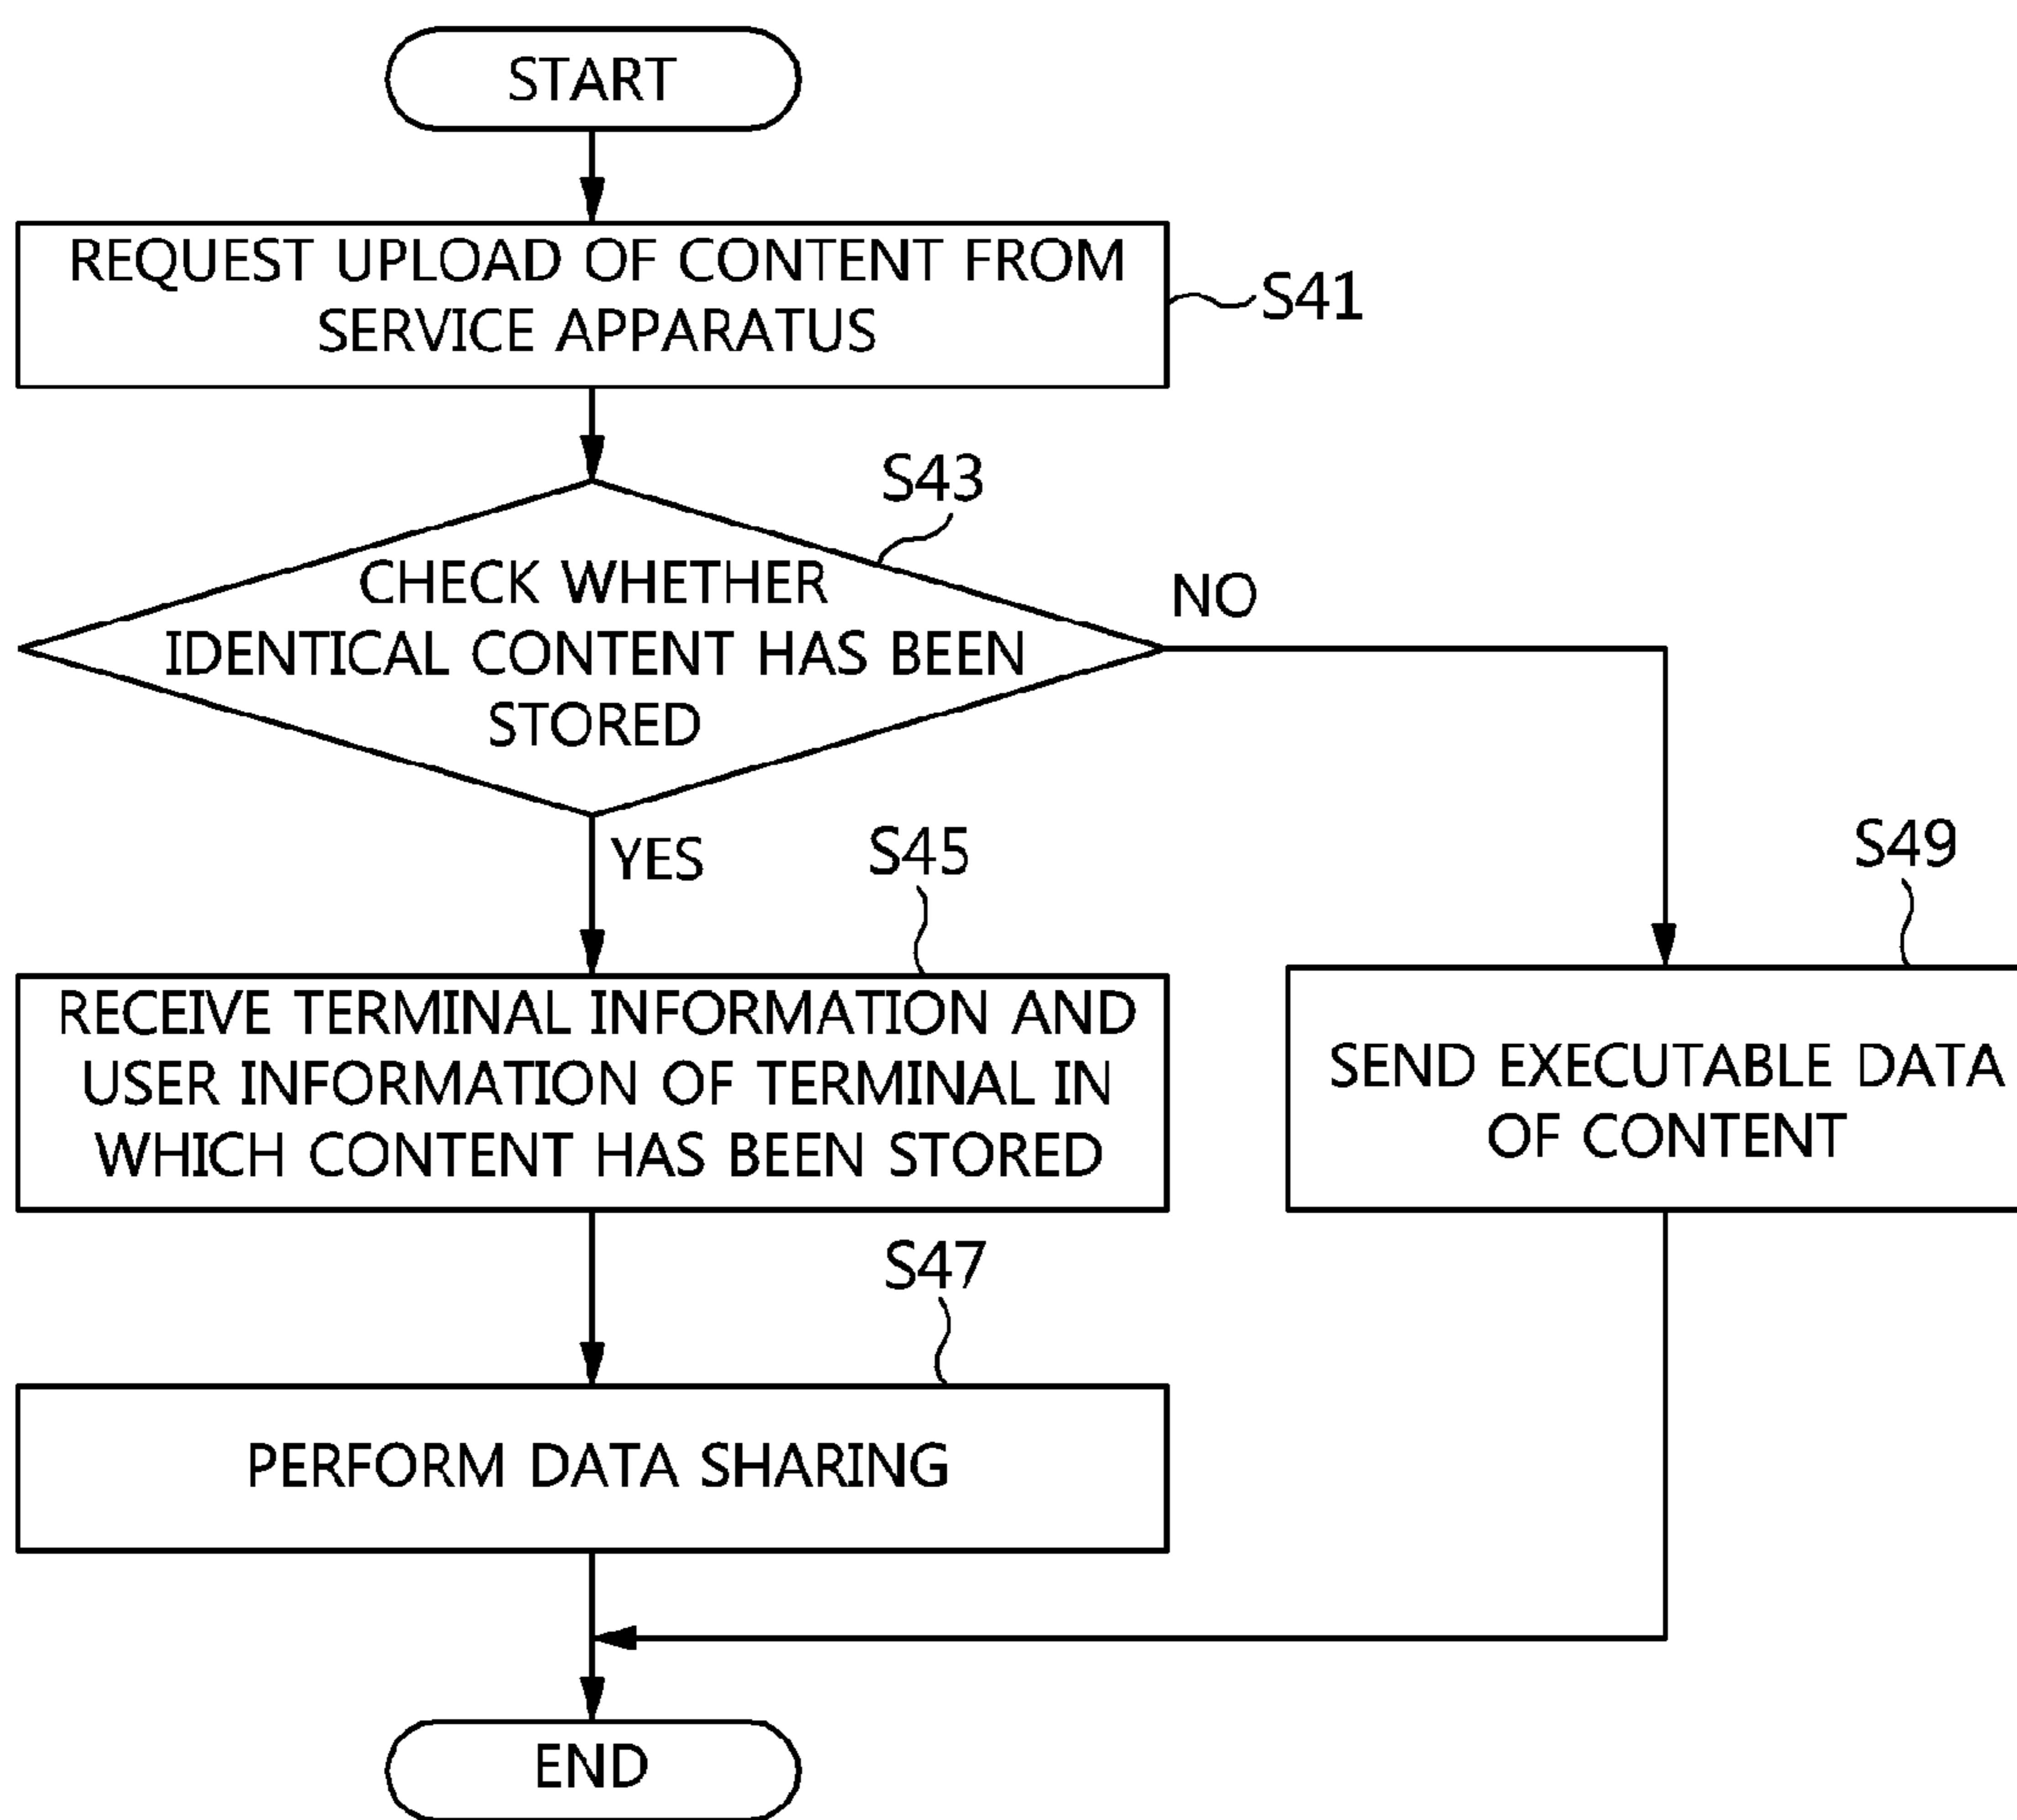 START
REQUEST UPLOAD OF CONTENT FROM
SERVICE APPARATUS
S41
S43
CHECK WHETHER
IDENTICAL CONTENT HAS BEEN
STORED
NO
YES
S45
RECEIVE TERMINAL INFORMATION AND
USER INFORMATION OF TERMINAL IN
WHICH CONTENT HAS BEEN STORED
S49
SEND EXECUTABLE DATA
OF CONTENT
S47
PERFORM DATA SHARING
END